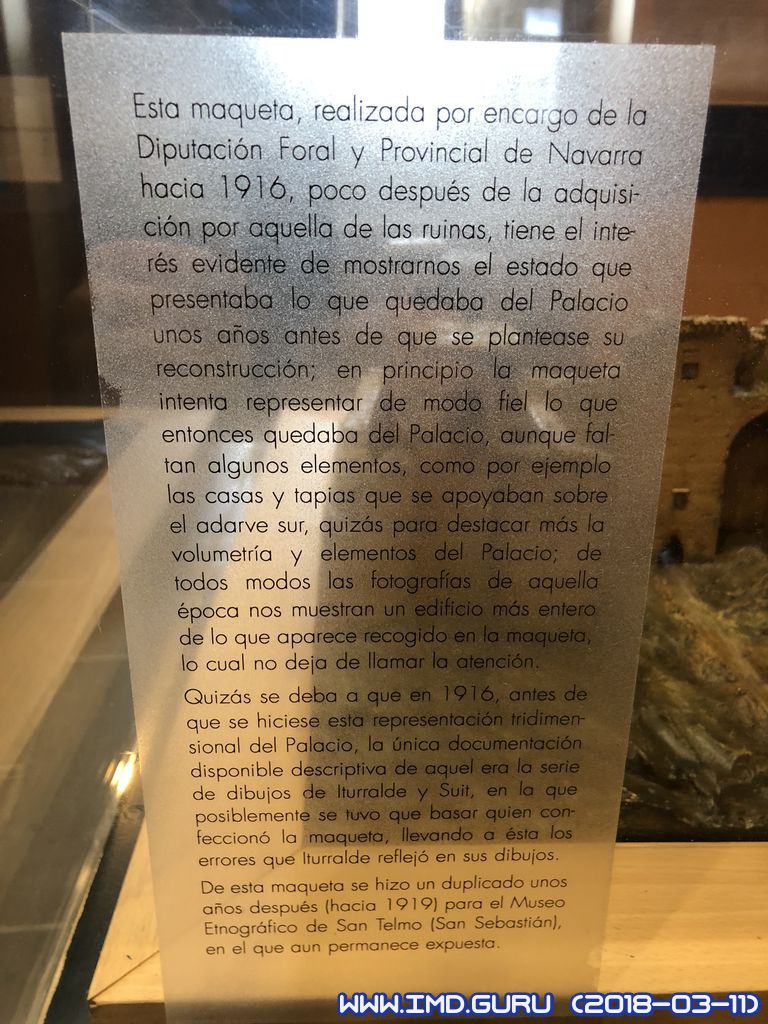 Esta maqueta, realizada por encargo de la
Diputación Foral y Provincial de Navarra
hacia 1916, poco después de la adquisi-
ción por aquella de las ruinas, tiene el inte-
rés evidente de mostrarnos el estado que
presentaba lo que quedaba del Palacio
unos años antes de que se plantease su
reconstrucción; en principio la maqueta
intenta representar de modo fiel lo que
entonces quedaba del Palacio, aunque fal-
tan algunos elementos, como por ejemplo
las casas y tapias que se apoyaban sobre
el adarve sur, quizás para destacar más la
volumetría y elementos del Palacio; de
todos modos las fotografías de aquella
época nos muestran un edificio más entero
de lo que aparece recogido en la maqueta,
lo cual no deja de llamar la atención.
Quizás se deba a que en 1916, antes de
que se hiciese esta representación tridimen-
sional del Palacio, la única documentación
disponible descriptiva de aquel era la serie
de dibujos de Iturralde y Suit, en la que
posiblemente se tuvo que basar quien con-
feccionó la maqueta, llevando a ésta los
errores que Iturralde reflejó en sus dibujos.
De esta maqueta se hizo un duplicado unos
años después (hacia 1919) para el Museo
Etnográfico de San Telmo (San Sebastián),
en el que aun permanece expuesta.
WWW.IMD.GURU (2018-03-11)